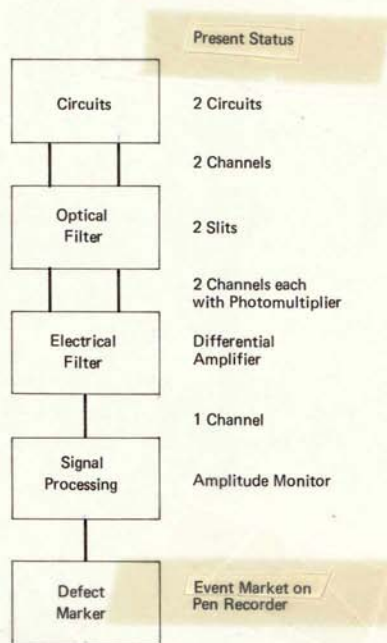 Present Status
Circuits
2 Circuits
2 Channels
Optical
Filter
2 Slits
2 Channels each
with Photomultiplier
Electrical
Filter
Differential
Amplifier
1 Channel
Signal
Processing
Amplitude Monitor
Defect
Marker
Event Market on
Pen Recorder